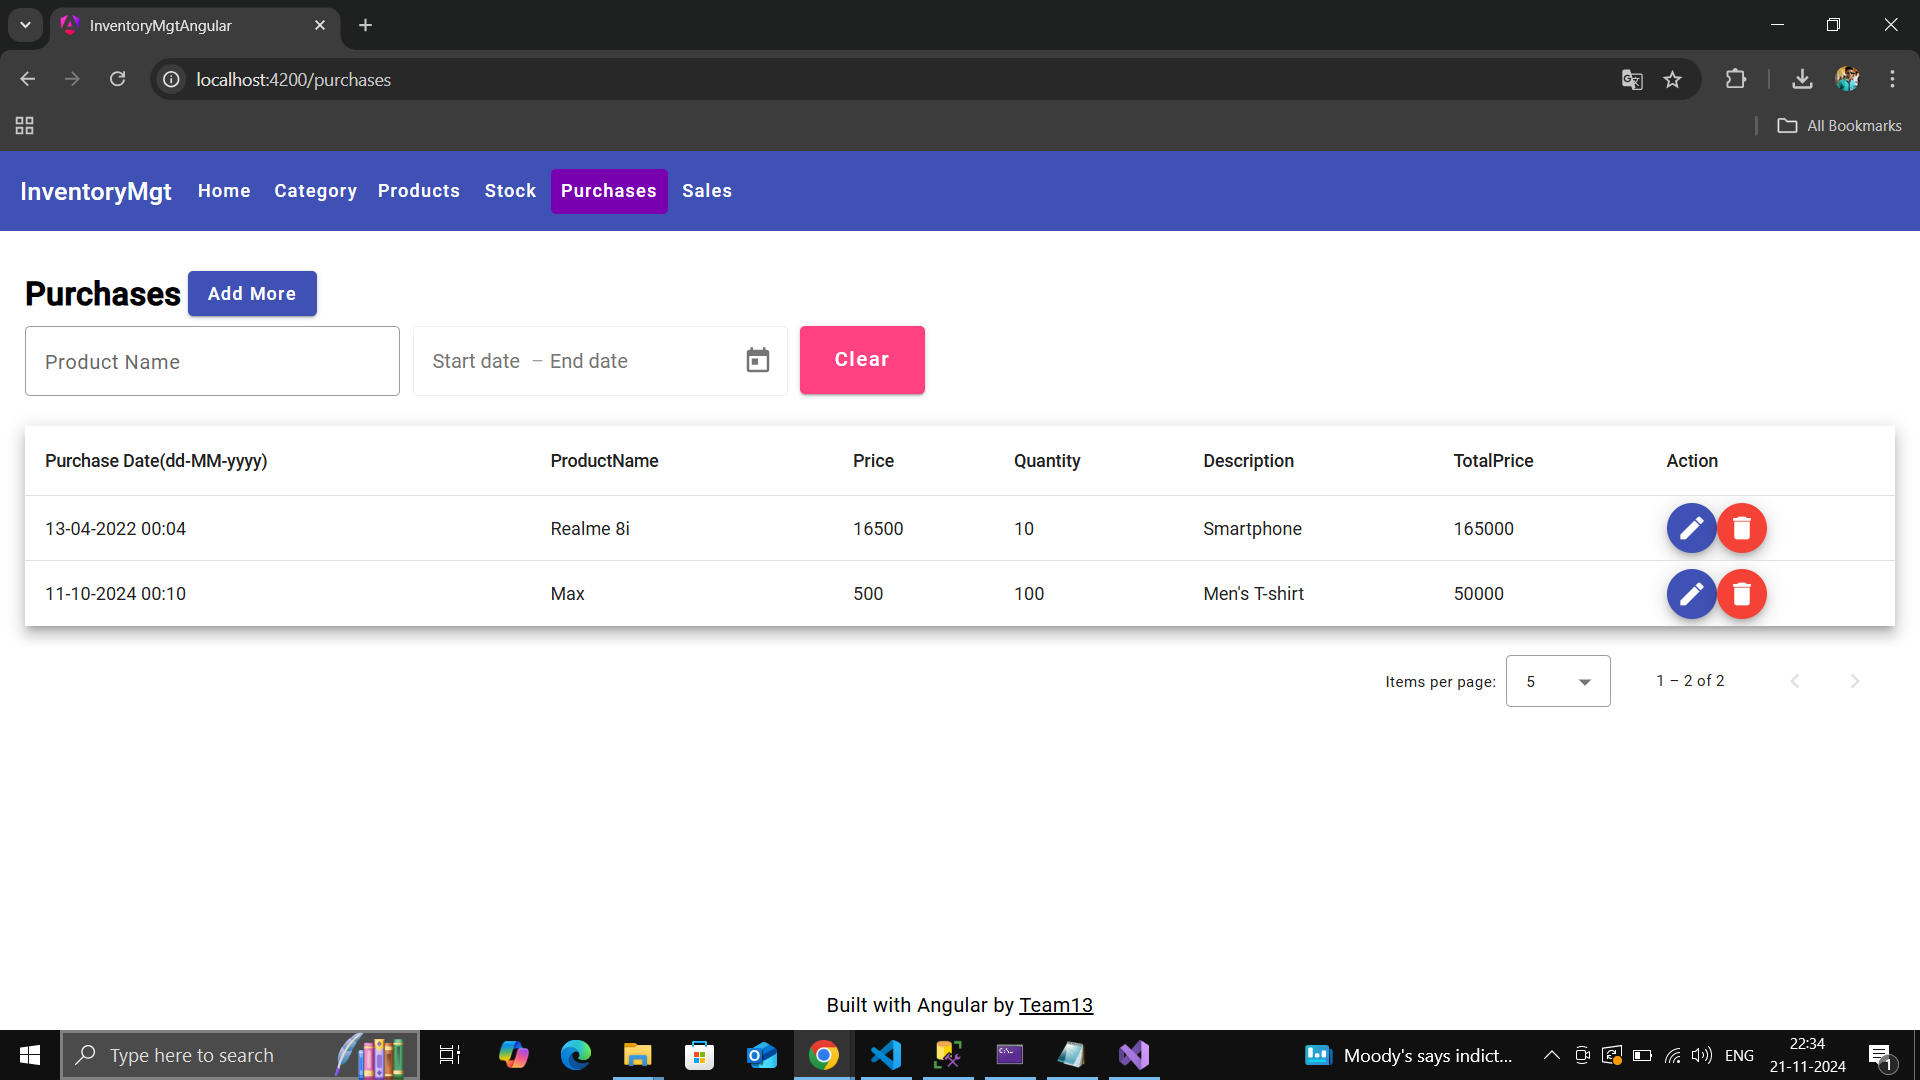 InventoryMgtAngular
localhost:4200/purchases
All Bookmarks
InventoryMgt Home Category Products Stock Purchases Sales
Purchases Add More
Product Name Start date – End date Clear
Purchase Date(dd-MM-yyyy) ProductName Price Quantity Description TotalPrice Action
13-04-2022 00:04 Realme 8i 16500 10 Smartphone 165000
11-10-2024 00:10 Max 500 100 Men's T-shirt 50000
Items per page: 5 1 – 2 of 2
Built with Angular by Team13
Type here to search Moody's says indict... ENG 22:34
21-11-2024 1